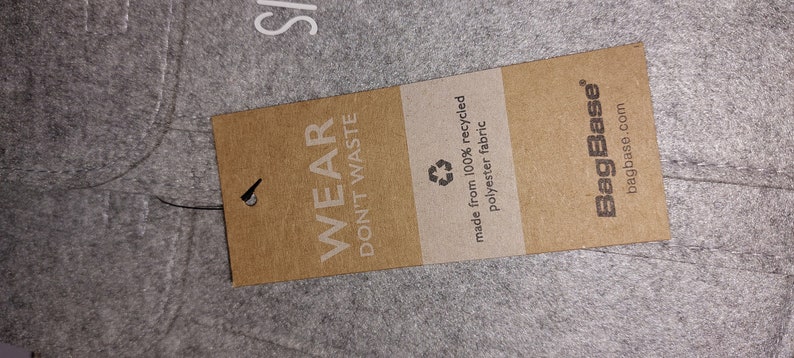 WEAR
DON'T WASTE
made from 100% recycled
polyester fabric
BagBase®
bagbase.com